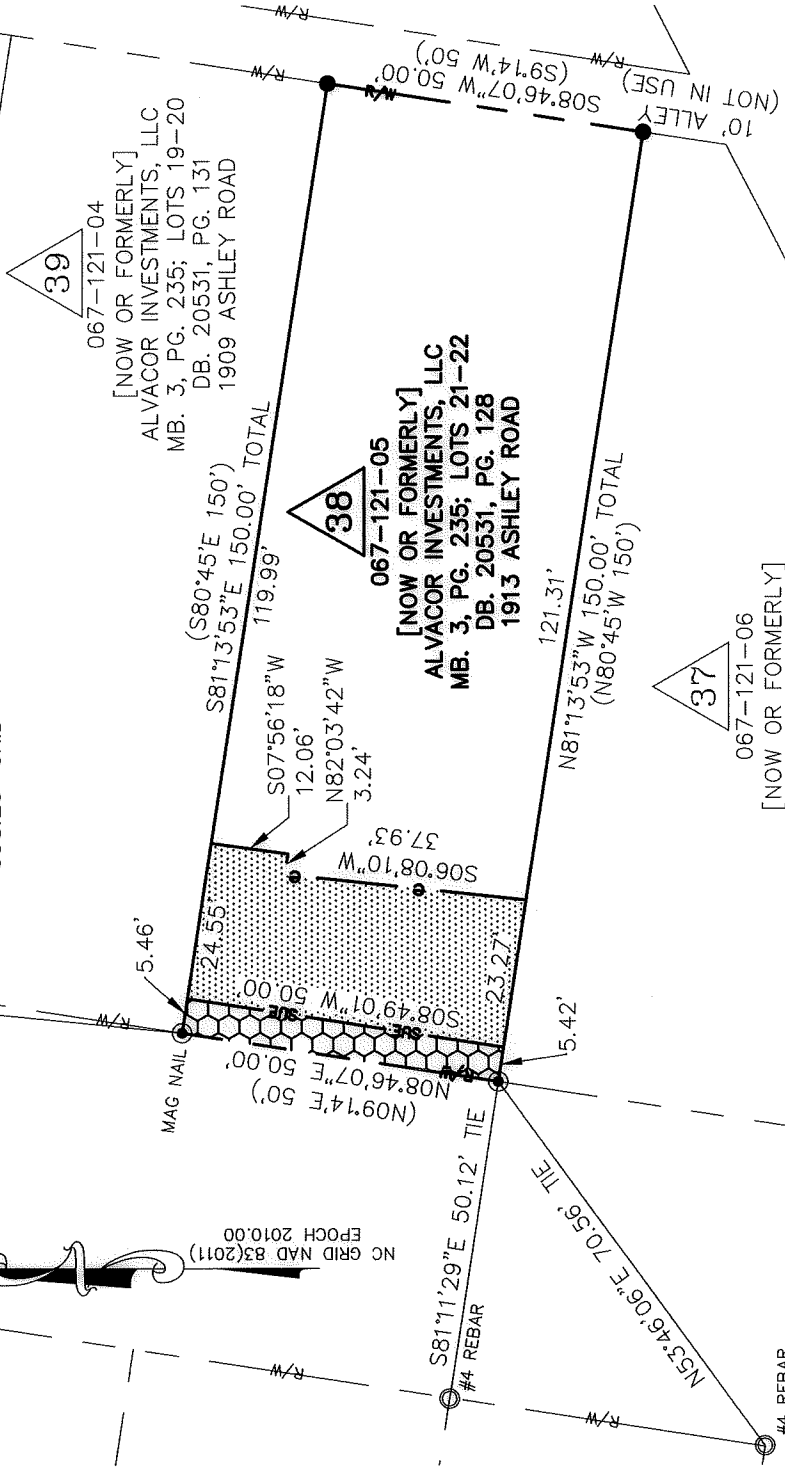 39
067-121-04
[NOW OR FORMERLY]
ALVACOR INVESTMENTS, LLC
MB. 3, PG. 235; LOTS 19-20
DB. 20531, PG. 131
1909 ASHLEY ROAD
R/W
R/W
R/W
R/W
S08°46'07"W 50.00'
(S9°14'W 50')
10' ALLEY
(NOT IN USE)
(S80°45'E 150')
S81°13'53"E 150.00' TOTAL
119.99'
38
067-121-05
[NOW OR FORMERLY]
ALVACOR INVESTMENTS, LLC
MB. 3, PG. 235; LOTS 21-22
DB. 20531, PG. 128
1913 ASHLEY ROAD
S07°56'18"W
12.06'
N82°03'42"W
3.24'
S06°08'10"W
37.93'
e
e
121.31'
N81°13'53"W 150.00' TOTAL
(N80°45'W 150')
37
067-121-06
[NOW OR FORMERLY]
5.46'
24.55'
S08°49'01"W 50.00'
SUE
SUE
23.27'
5.42'
R/W
MAG NAIL
N08°46'07"E 50.00'
(N09°14'E 50')
R/W
NC GRID NAD 83(2011)
EPOCH 2010.00
S81°11'29"E 50.12' TIE
#4 REBAR
N53°46'06"E 70.56' TIE
R/W
R/W
#4 REBAR